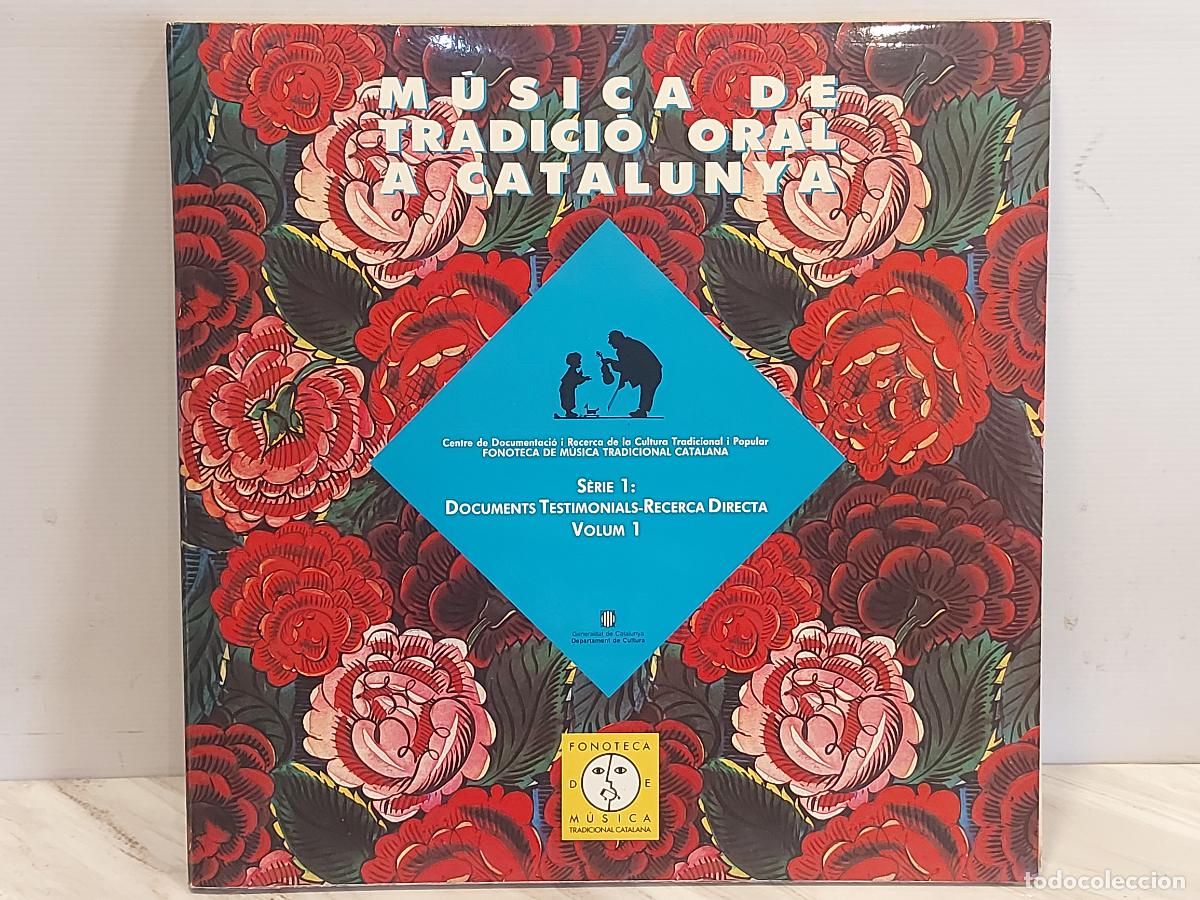 MÚSICA DE
TRADICIÓ ORAL
A CATALUNYA
Centre de Documentació i Recerca de la Cultura Tradicional i Popular
FONOTECA DE MÚSICA TRADICIONAL CATALANA
SÈRIE 1:
DOCUMENTS TESTIMONIALS-RECERCA DIRECTA
VOLUM 1
Generalitat de Catalunya
Departament de Cultura
FONOTECA
DE
MÚSICA
TRADICIONAL CATALANA
todocoleccion